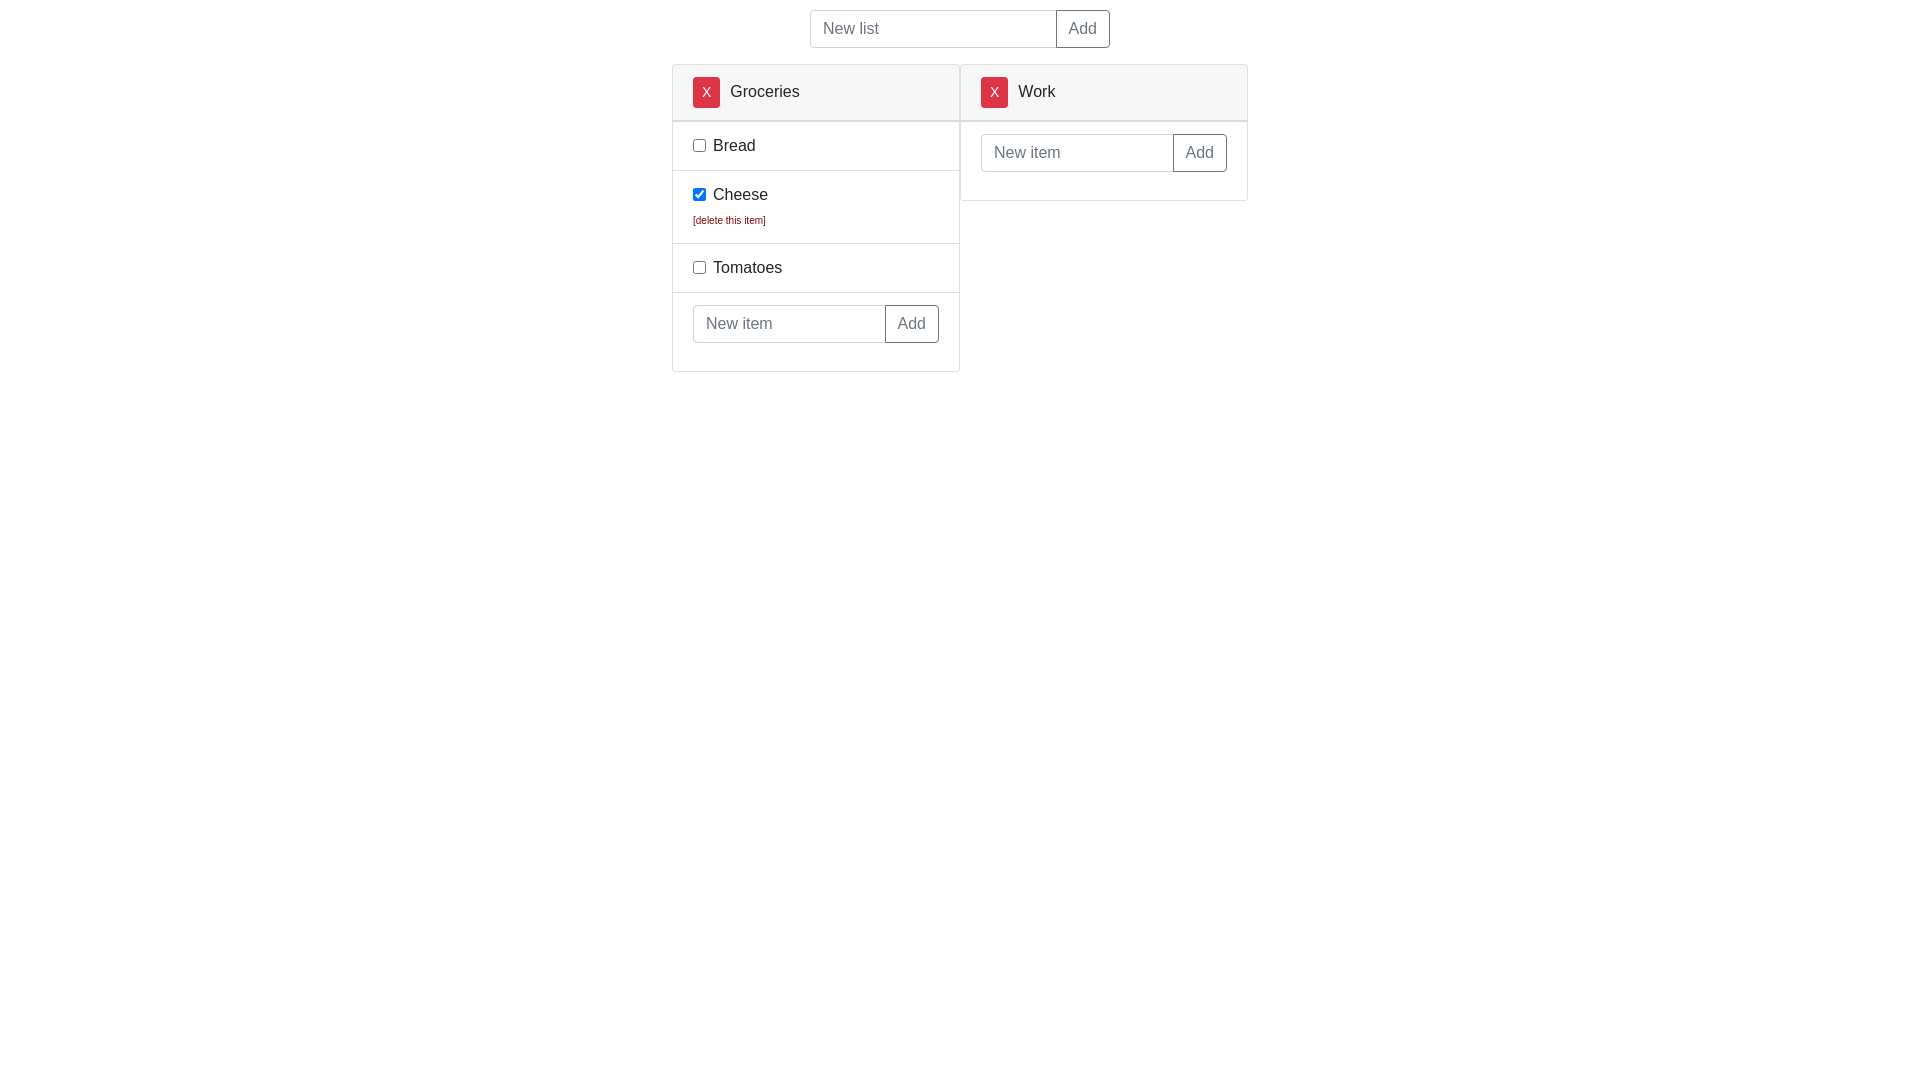 New list Add
X Groceries
Bread
Cheese
[delete this item]
Tomatoes
New item Add
X Work
New item Add